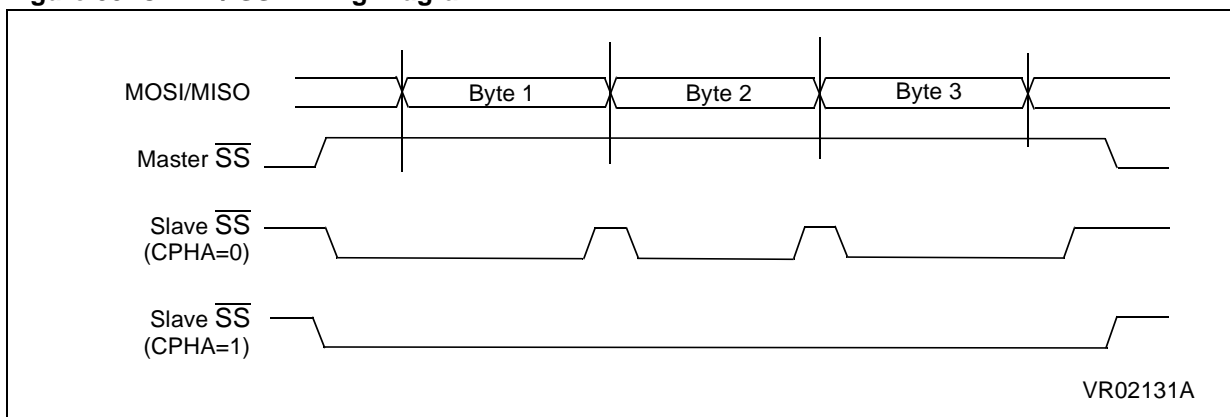 MOSI/MISO
Byte 1 Byte 2 Byte 3
Master SS
Slave SS
(CPHA=0)
Slave SS
(CPHA=1)
VR02131A